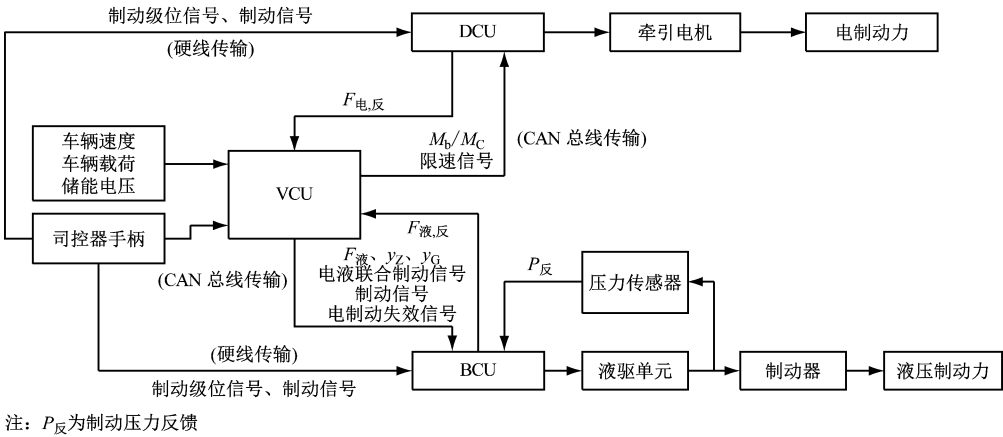 制动级位信号、制动信号
(硬线传输)
DCU
牵引电机
电制动力
F电,反
Mb/MC
限速信号
(CAN 总线传输)
车辆速度
车辆载荷
储能电压
VCU
司控器手柄
F液,反
(CAN 总线传输)
F液、yZ、yG
电液联合制动信号
制动信号
电制动失效信号
P反
压力传感器
(硬线传输)
制动级位信号、制动信号
BCU
液驱单元
制动器
液压制动力
注：P反为制动压力反馈